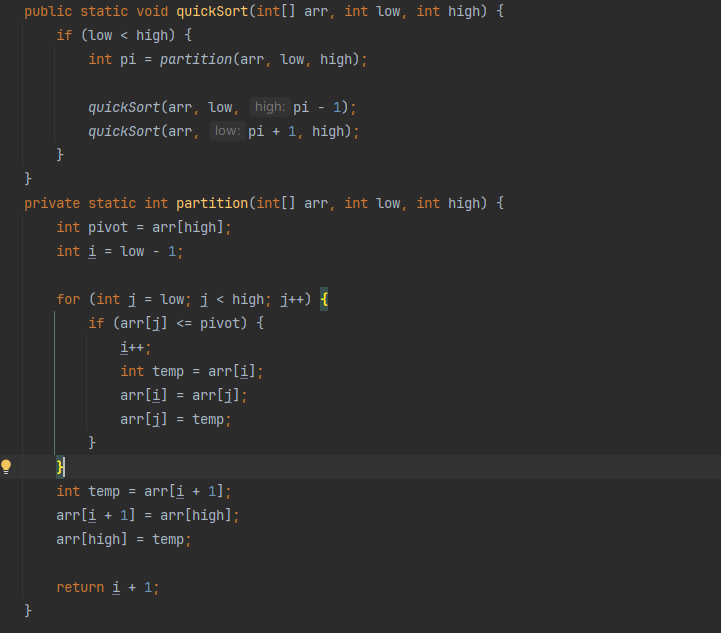 public static void quickSort(int[] arr, int low, int high) {
    if (low < high) {
        int pi = partition(arr, low, high);
        quickSort(arr, low, high: pi - 1);
        quickSort(arr, low: pi + 1, high);
    }
}
private static int partition(int[] arr, int low, int high) {
    int pivot = arr[high];
    int i = low - 1;
    for (int j = low; j < high; j++) {
        if (arr[j] <= pivot) {
            i++;
            int temp = arr[i];
            arr[i] = arr[j];
            arr[j] = temp;
        }
    }
    int temp = arr[i + 1];
    arr[i + 1] = arr[high];
    arr[high] = temp;
    return i + 1;
}